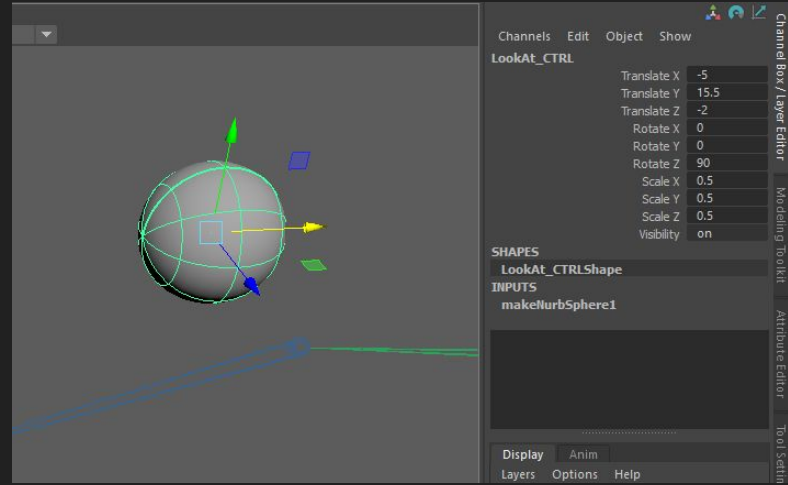 Channels Edit Object Show
LookAt_CTRL
Translate X -5
Translate Y 15.5
Translate Z -2
Rotate X 0
Rotate Y 0
Rotate Z 90
Scale X 0.5
Scale Y 0.5
Scale Z 0.5
Visibility on
SHAPES
LookAt_CTRLShape
INPUTS
makeNurbSphere1
Display Anim
Layers Options Help
Channel Box / Layer Editor
Modeling Toolkit
Attribute Editor
Tool Settin